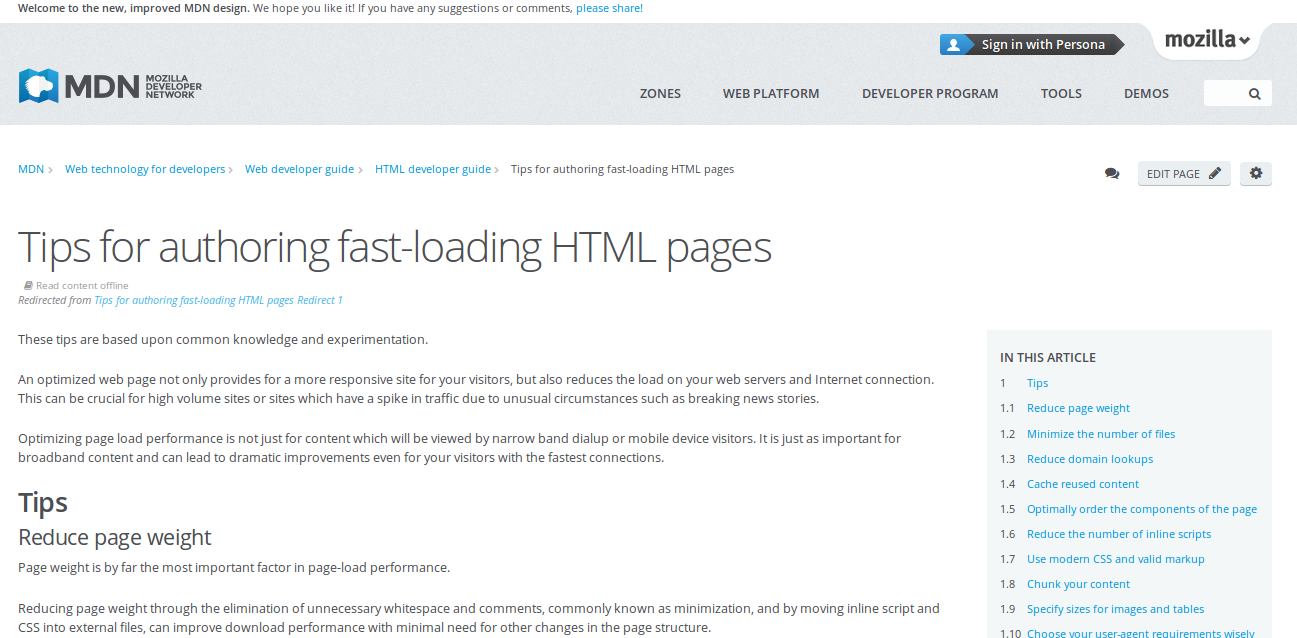 Welcome to the new, improved MDN design. We hope you like it! If you have any suggestions or comments, please share!
Sign in with Persona
mozilla
MDN MOZILLA DEVELOPER NETWORK
ZONES WEB PLATFORM DEVELOPER PROGRAM TOOLS DEMOS
MDN Web technology for developers Web developer guide HTML developer guide Tips for authoring fast-loading HTML pages
EDIT PAGE
Tips for authoring fast-loading HTML pages
Read content offline
Redirected from Tips for authoring fast-loading HTML pages Redirect 1
These tips are based upon common knowledge and experimentation.
An optimized web page not only provides for a more responsive site for your visitors, but also reduces the load on your web servers and Internet connection.
This can be crucial for high volume sites or sites which have a spike in traffic due to unusual circumstances such as breaking news stories.
Optimizing page load performance is not just for content which will be viewed by narrow band dialup or mobile device visitors. It is just as important for
broadband content and can lead to dramatic improvements even for your visitors with the fastest connections.
Tips
Reduce page weight
Page weight is by far the most important factor in page-load performance.
Reducing page weight through the elimination of unnecessary whitespace and comments, commonly known as minimization, and by moving inline script and
CSS into external files, can improve download performance with minimal need for other changes in the page structure.
IN THIS ARTICLE
1 Tips
1.1 Reduce page weight
1.2 Minimize the number of files
1.3 Reduce domain lookups
1.4 Cache reused content
1.5 Optimally order the components of the page
1.6 Reduce the number of inline scripts
1.7 Use modern CSS and valid markup
1.8 Chunk your content
1.9 Specify sizes for images and tables
1.10 Choose your user-agent requirements wisely